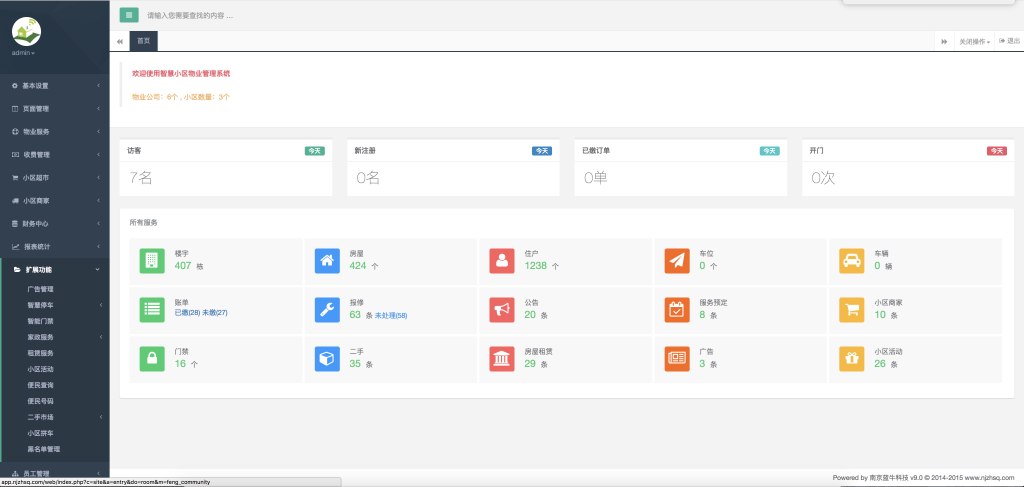 请输入您需要查找的内容 …
admin
首页
关闭操作
退出
基本设置
页面管理
物业服务
收费管理
小区超市
小区商家
财务中心
报表统计
扩展功能
广告管理
智慧停车
智能门禁
家政服务
租赁服务
小区活动
便民查询
便民号码
二手市场
小区拼车
黑名单管理
员工管理
欢迎使用智慧小区物业管理系统
物业公司：6个 , 小区数量：3个
访客 今天
7名
新注册 今天
0名
已缴订单 今天
0单
开门 今天
0次
所有服务
楼宇
407 栋
房屋
424 个
住户
1238 个
车位
0 个
车辆
0 辆
账单
已缴(28) 未缴(27)
报修
63 条 未处理(58)
公告
20 条
服务预定
8 条
小区商家
10 条
门禁
16 个
二手
35 条
房屋租赁
29 条
广告
3 条
小区活动
26 条
Powered by 南京蓝牛科技 v9.0 © 2014-2015 www.njzhsq.com
app.njzhsq.com/web/index.php?c=site&a=entry&do=room&m=feng_community